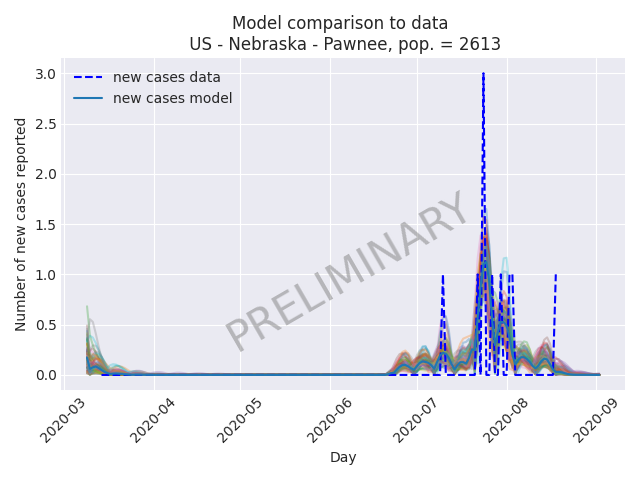 Model comparison to data
US - Nebraska - Pawnee, pop. = 2613
new cases data
new cases model
PRELIMINARY
Number of new cases reported
3.0
2.5
2.0
1.5
1.0
0.5
0.0
2020-03
2020-04
2020-05
2020-06
2020-07
2020-08
2020-09
Day